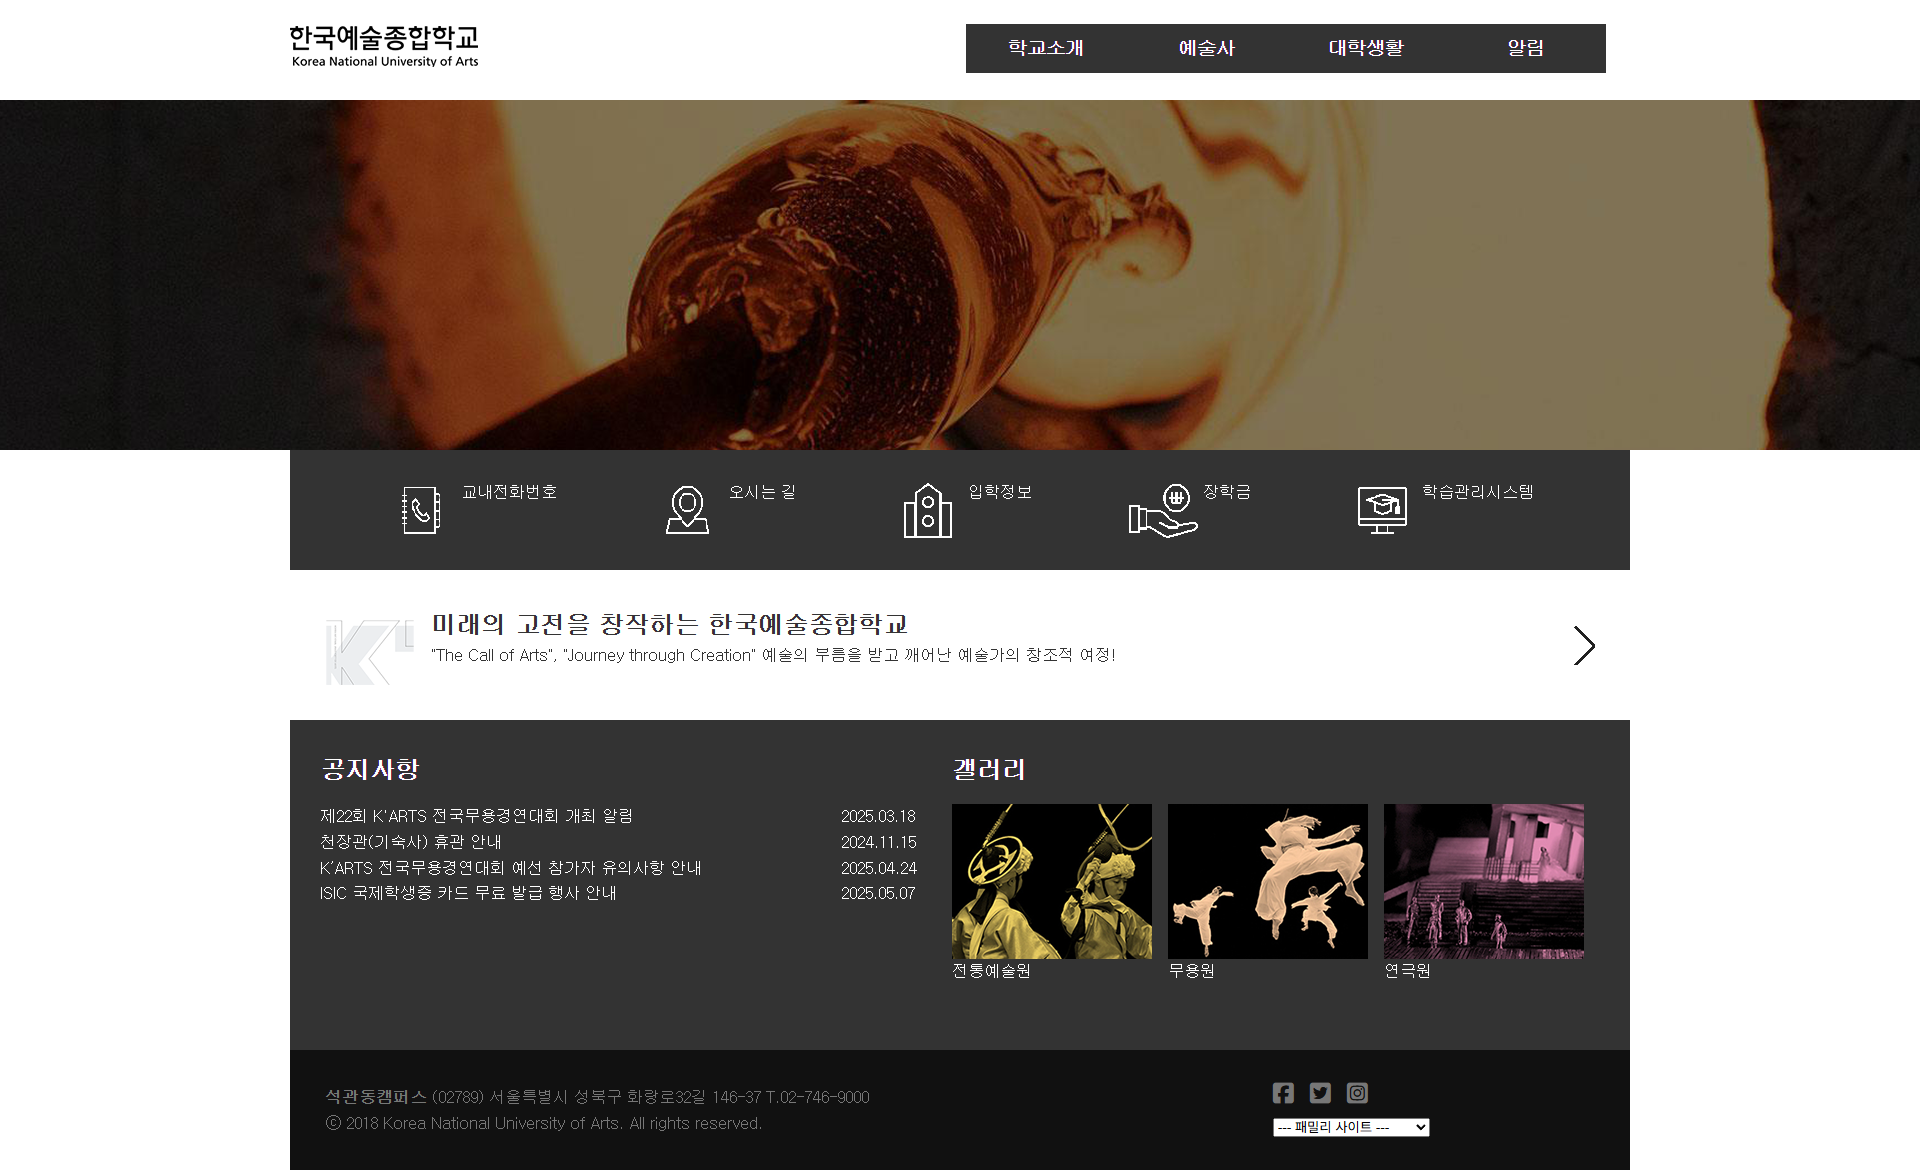 한국예술종합학교
Korea National University of Arts
학교소개 예술사 대학생활 알림
교내전화번호 오시는 길 입학정보 장학금 학습관리시스템
미래의 고전을 창작하는 한국예술종합학교
"The Call of Arts", "Journey through Creation" 예술의 부름을 받고 깨어난 예술가의 창조적 여정!
공지사항
제22회 K'ARTS 전국무용경연대회 개최 알림 2025.03.18
천장관(기숙사) 휴관 안내 2024.11.15
K'ARTS 전국무용경연대회 예선 참가자 유의사항 안내 2025.04.24
ISIC 국제학생증 카드 무료 발급 행사 안내 2025.05.07
갤러리
전통예술원 무용원 연극원
석관동캠퍼스 (02789) 서울특별시 성북구 화랑로32길 146-37 T.02-746-9000
ⓒ 2018 Korea National University of Arts. All rights reserved.
--- 패밀리 사이트 ---